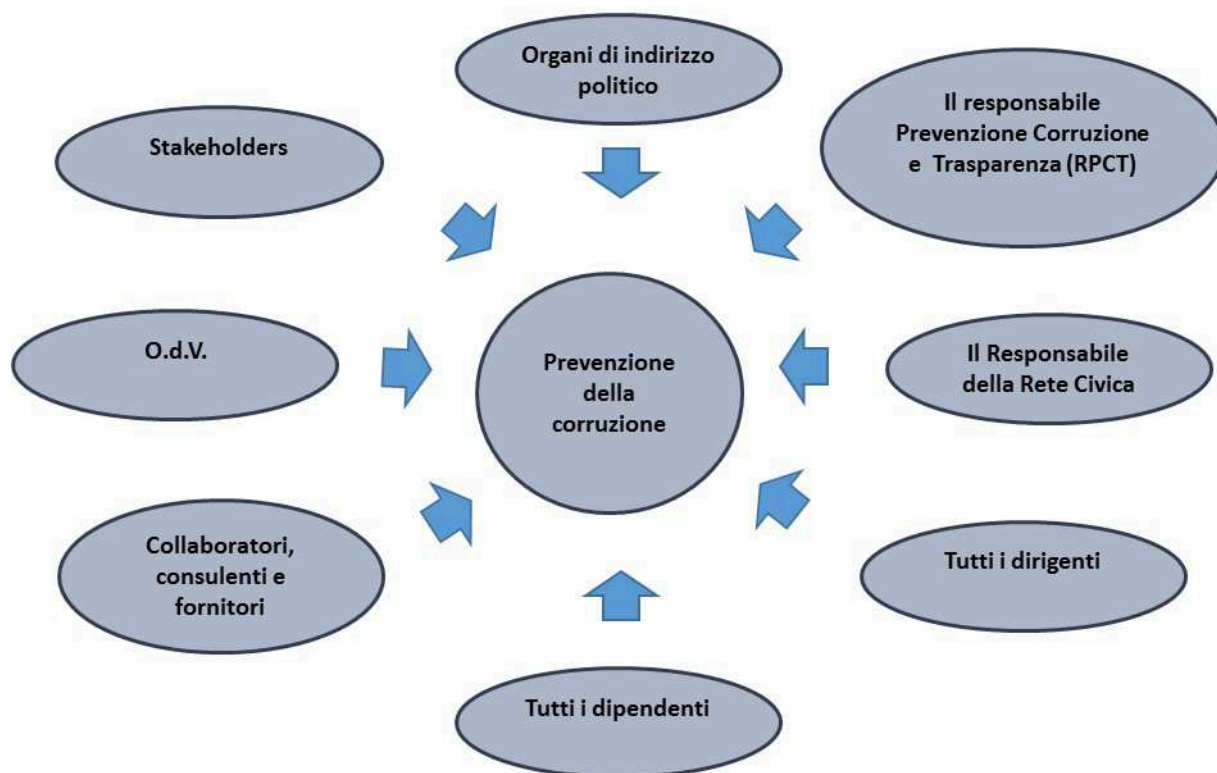 Organi di indirizzo
politico
Il responsabile
Prevenzione Corruzione
e Trasparenza (RPCT)
Stakeholders
O.d.V.
Prevenzione
della
corruzione
Il Responsabile
della Rete Civica
Collaboratori,
consulenti e
fornitori
Tutti i dirigenti
Tutti i dipendenti